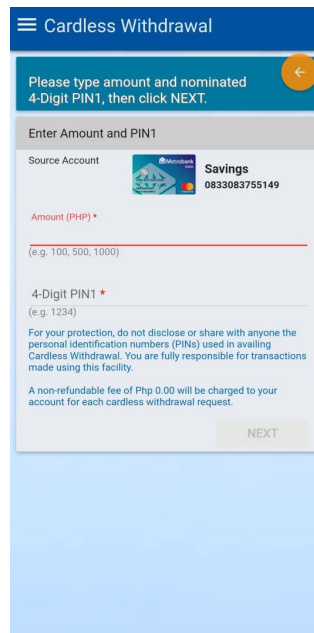 Cardless Withdrawal
Please type amount and nominated
4-Digit PIN1, then click NEXT.
Enter Amount and PIN1
Source Account
Metrobank
Savings
0833083755149
Amount (PHP) *
(e.g. 100, 500, 1000)
4-Digit PIN1 *
(e.g. 1234)
For your protection, do not disclose or share with anyone the
personal identification numbers (PINs) used in availing
Cardless Withdrawal. You are fully responsible for transactions
made using this facility.
A non-refundable fee of Php 0.00 will be charged to your
account for each cardless withdrawal request.
NEXT